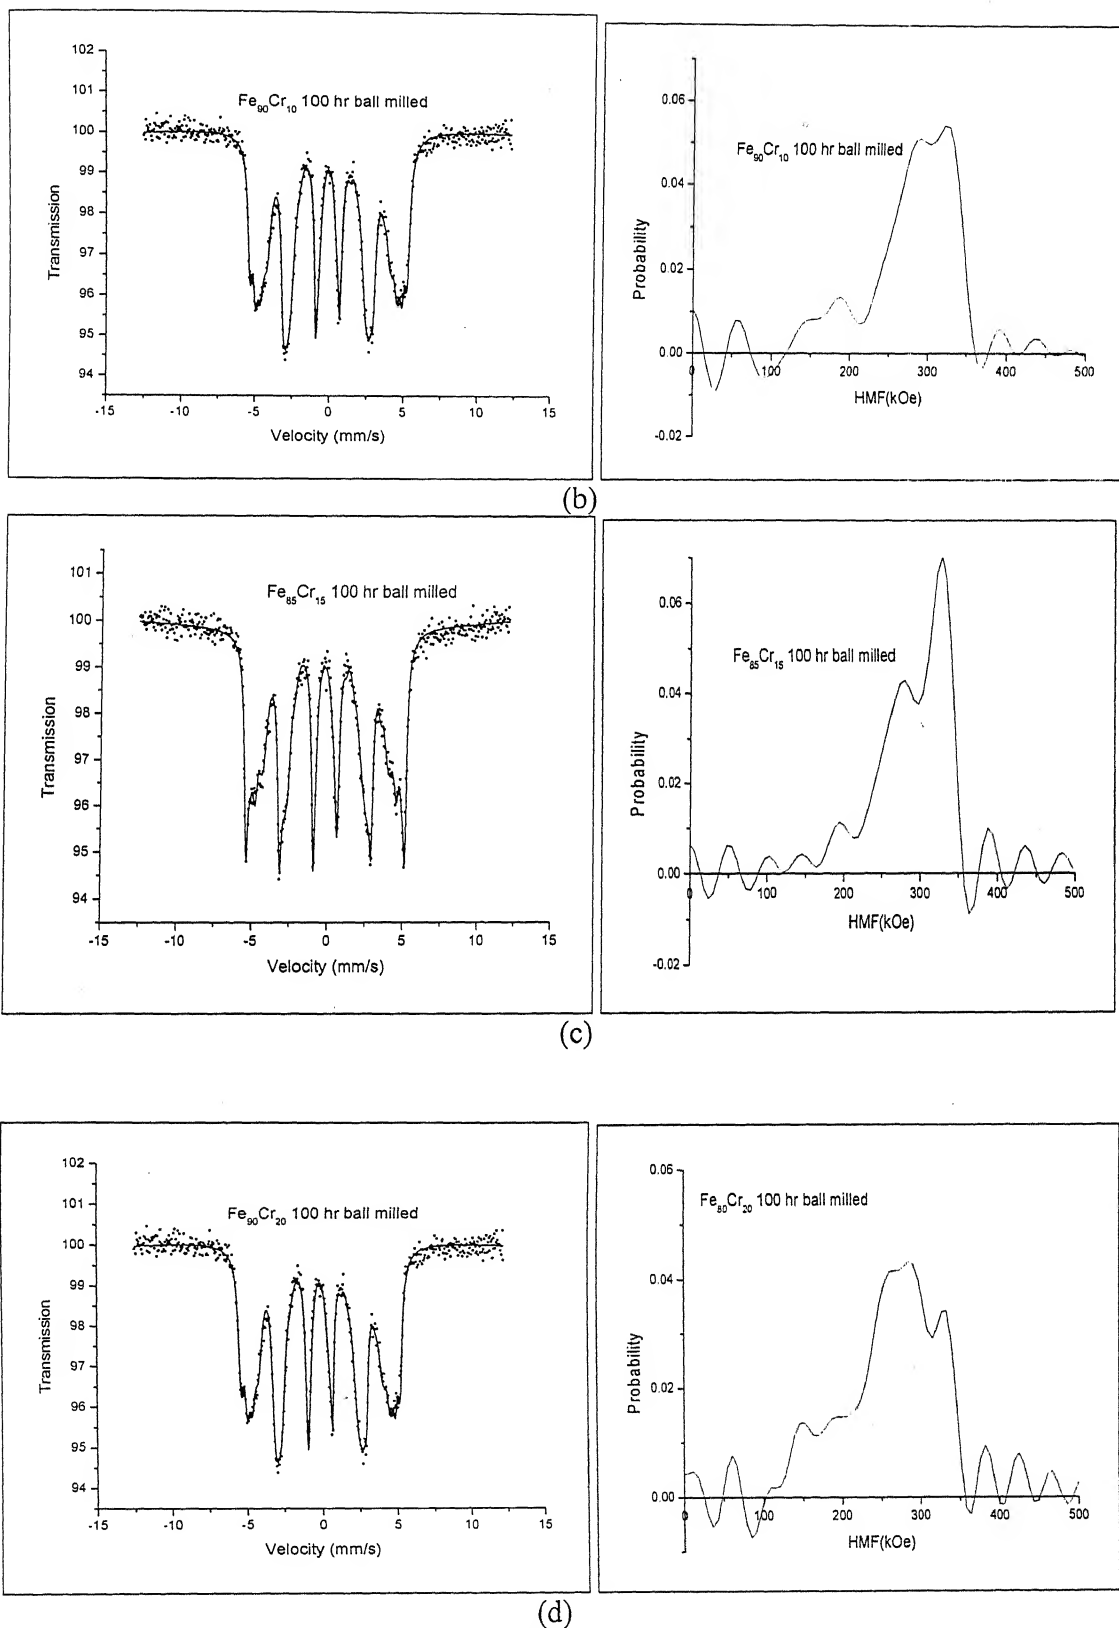 102
101
100
99
98
97
96
95
94
Transmission
Fe90Cr10 100 hr ball milled
-15 -10 -5 0 5 10 15
Velocity (mm/s)
0.06
0.04
0.02
0.00
-0.02
Probability
Fe90Cr10 100 hr ball milled
0 100 200 300 400 500
HMF(kOe)
(b)
101
100
99
98
97
96
95
94
Transmission
Fe85Cr15 100 hr ball milled
-15 -10 -5 0 5 10 15
Velocity (mm/s)
0.06
0.04
0.02
0.00
-0.02
Probability
Fe85Cr15 100 hr ball milled
0 100 200 300 400 500
HMF(kOe)
(c)
102
101
100
99
98
97
96
95
94
Transmission
Fe90Cr20 100 hr ball milled
-15 -10 -5 0 5 10 15
Velocity (mm/s)
0.06
0.04
0.02
0.00
Probability
Fe80Cr20 100 hr ball milled
0 100 200 300 400 500
HMF(kOe)
(d)